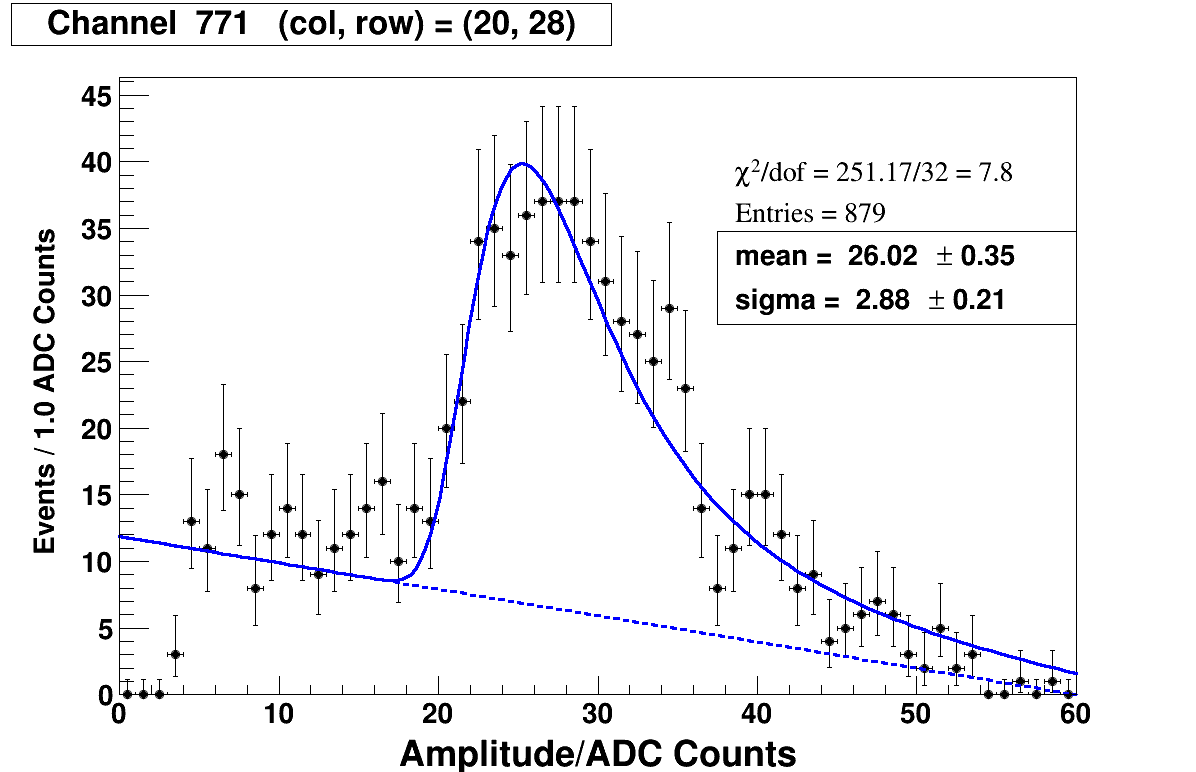 Channel 771 (col, row) = (20, 28)
45
40
35
30
25
20
15
10
5
0
Events / 1.0 ADC Counts
χ²/dof = 251.17/32 = 7.8
Entries = 879
mean = 26.02 ± 0.35
sigma = 2.88 ± 0.21
0 10 20 30 40 50 60
Amplitude/ADC Counts